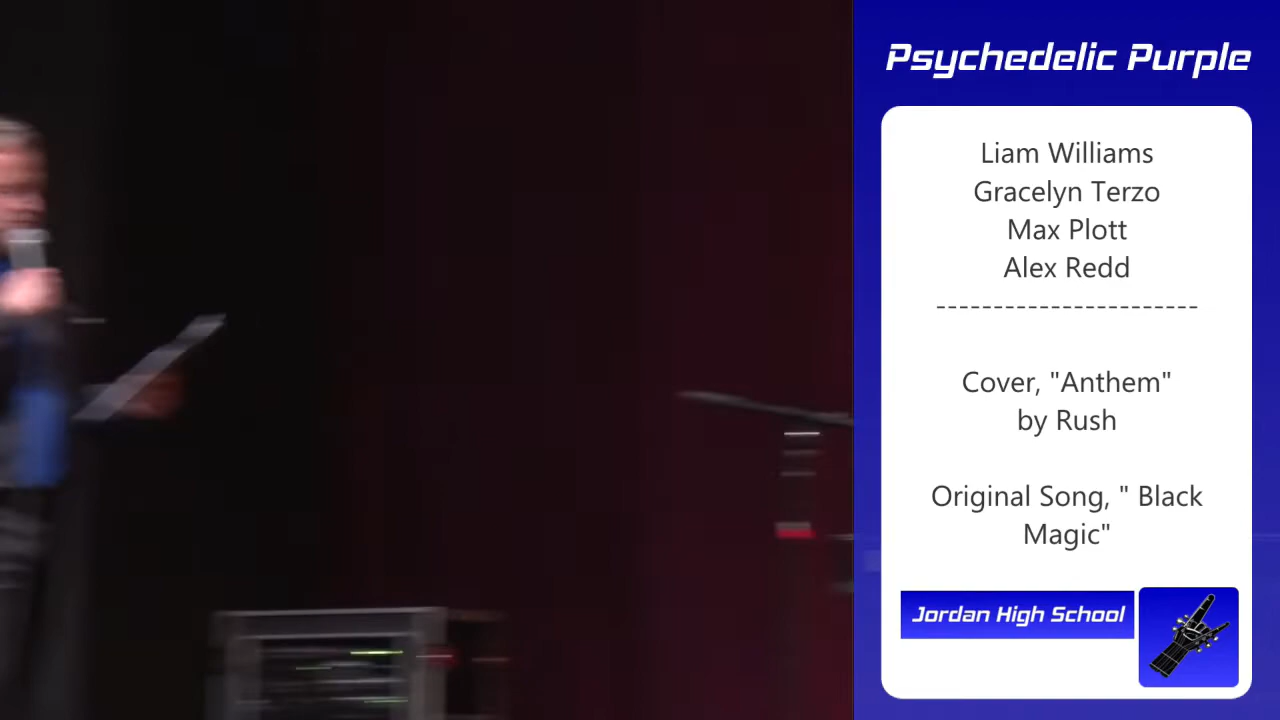 Psychedelic Purple
Liam Williams
Gracelyn Terzo
Max Plott
Alex Redd
-----------------------
Cover, "Anthem"
by Rush
Original Song, " Black
Magic"
Jordan High School